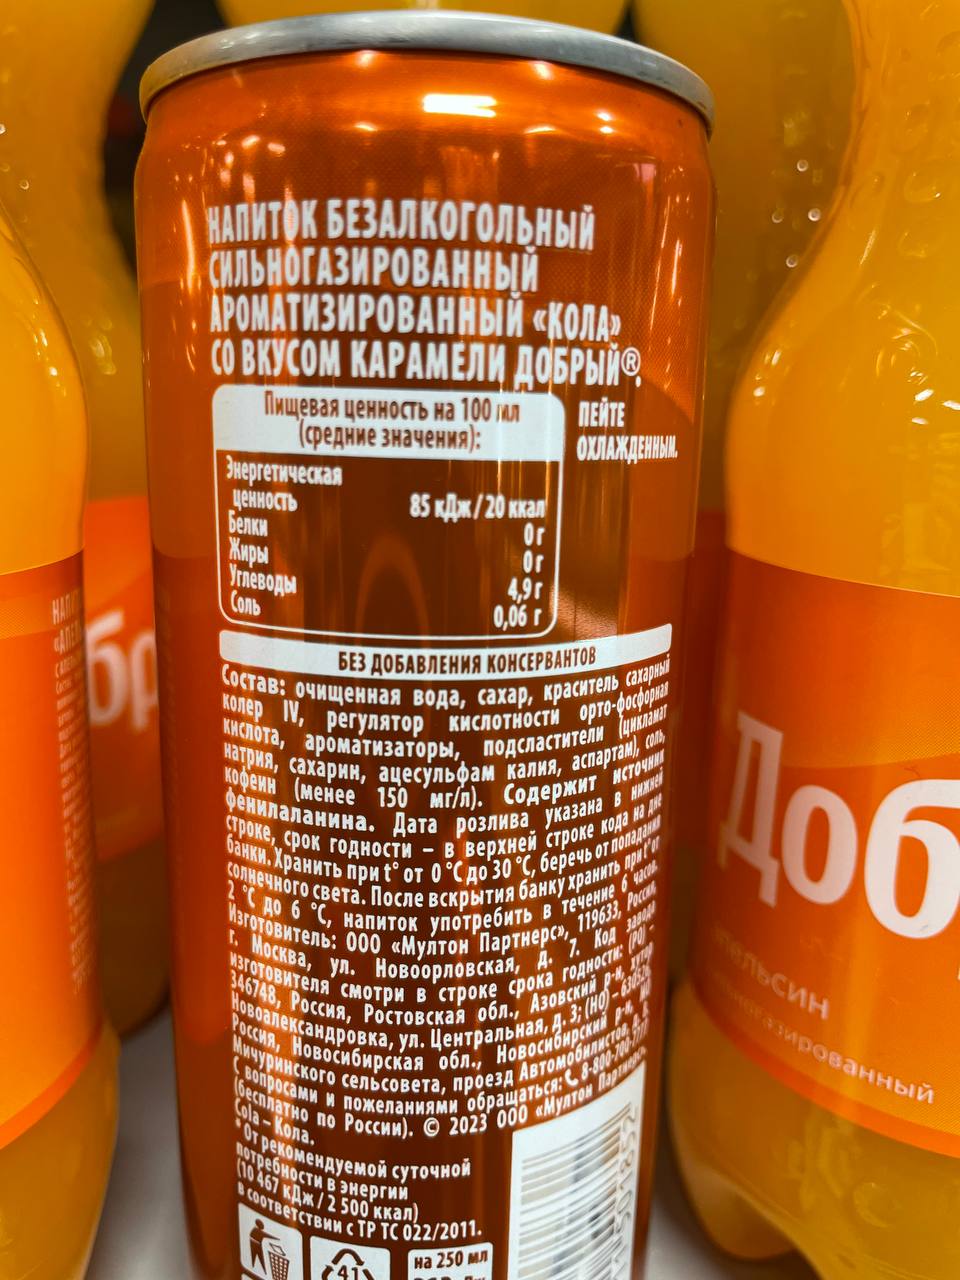 НАПИТОК БЕЗАЛКОГОЛЬНЫЙ
СИЛЬНОГАЗИРОВАННЫЙ
АРОМАТИЗИРОВАННЫЙ «КОЛА»
СО ВКУСОМ КАРАМЕЛИ ДОБРЫЙ®.
Пищевая ценность на 100 мл
(средние значения):
ПЕЙТЕ
ОХЛАЖДЕННЫМ.
Энергетическая
ценность 85 кДж/20 ккал
Белки 0 г
Жиры 0 г
Углеводы 4,9 г
Соль 0,06 г
БЕЗ ДОБАВЛЕНИЯ КОНСЕРВАНТОВ
Состав: очищенная вода, сахар, краситель сахарный
колер IV, регулятор кислотности орто-фосфорная
кислота, ароматизаторы, подсластители (цикламат
натрия, сахарин, ацесульфам калия, аспартам), соль,
кофеин (менее 150 мг/л). Содержит источник
фенилаланина. Дата розлива указана в нижней
строке, срок годности – в верхней строке кода на дне
банки. Хранить при t° от 0 °C до 30 °C, беречь от попадания
солнечного света. После вскрытия банку хранить при t° от
2 °C до 6 °C, напиток употребить в течение 6 часов.
Изготовитель: ООО «Мултон Партнерс», 119633, Россия,
г. Москва, ул. Новоорловская, д. 7. Код завода
изготовителя смотри в строке срока годности: (РО) –
346748, Россия, Ростовская обл., Азовский р-н, хутор
Новоалександровка, ул. Центральная, д. 3; (НО) – 630526,
Россия, Новосибирская обл., Новосибирский р-н,
Мичуринского сельсовета, проезд Автомобилистов,
С вопросами и пожеланиями обращаться: 8-800-700-
(бесплатно по России). © 2023 ООО «Мултон Партнерс».
Cola – Кола.
*От рекомендуемой суточной
потребности в энергии
(10 467 кДж/2 500 ккал)
в соответствии с ТР ТС 022/2011.
41
на 250 мл
Доб
апельсин
сильногазированный
бр